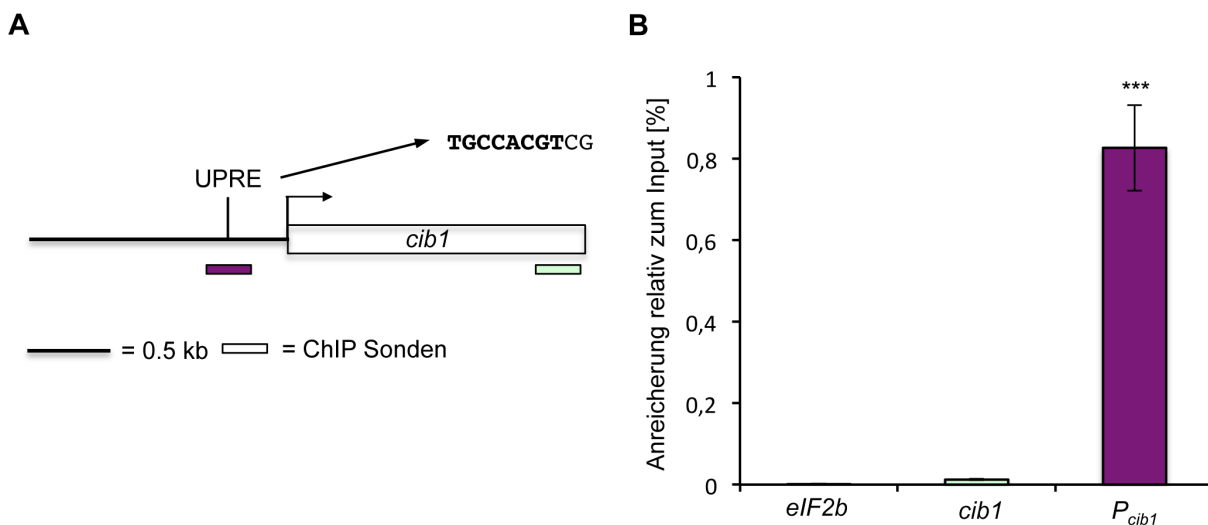 A
UPRE
TGCCACGTCG
cib1
= 0.5 kb
= ChIP Sonden
B
Anreicherung relativ zum Input [%]
1
0,8
0,6
0,4
0,2
0
***
eIF2b
cib1
Pcib1